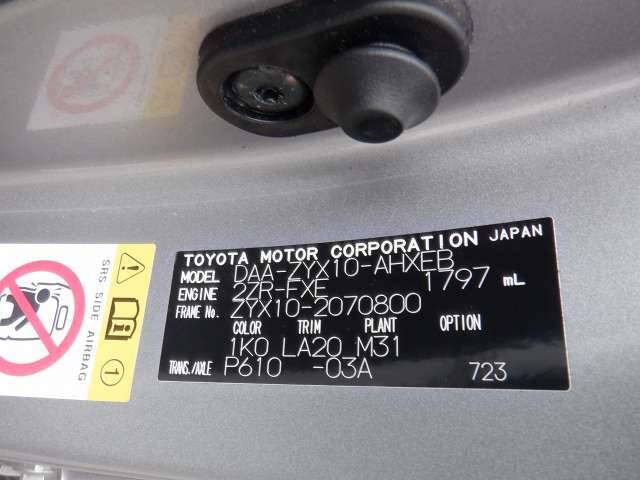 TOYOTA MOTOR CORPORATION JAPAN
MODEL DAA-ZYX10-AHXEB
ENGINE 2ZR-FXE 1797 mL
FRAME No. ZYX10-2070800
COLOR TRIM PLANT OPTION
1K0 LA20 M31
TRANS./AXLE P610 -03A 723
SRS SIDE AIRBAG
1